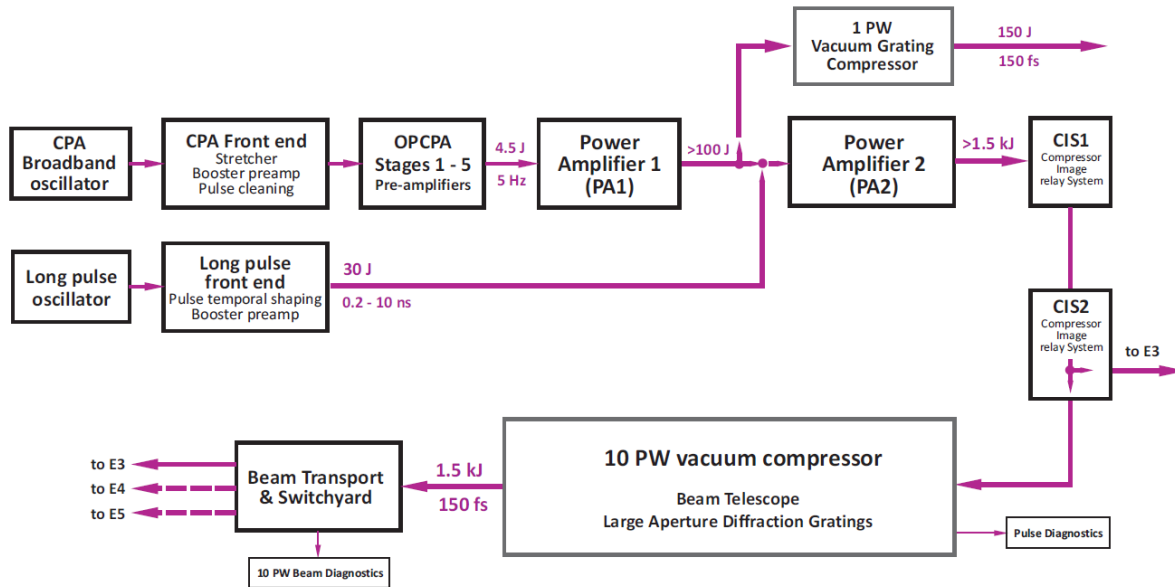 1 PW
Vacuum Grating
Compressor
150 J
150 fs
CPA
Broadband
oscillator
CPA Front end
Stretcher
Booster preamp
Pulse cleaning
OPCPA
Stages 1 - 5
Pre-amplifiers
4.5 J
5 Hz
Power
Amplifier 1
(PA1)
>100 J
Power
Amplifier 2
(PA2)
>1.5 kJ
CIS1
Compressor
Image
relay System
Long pulse
oscillator
Long pulse
front end
Pulse temporal shaping
Booster preamp
30 J
0.2 - 10 ns
CIS2
Compressor
Image
relay System
to E3
to E3
to E4
to E5
Beam Transport
& Switchyard
1.5 kJ
150 fs
10 PW vacuum compressor
Beam Telescope
Large Aperture Diffraction Gratings
Pulse Diagnostics
10 PW Beam Diagnostics